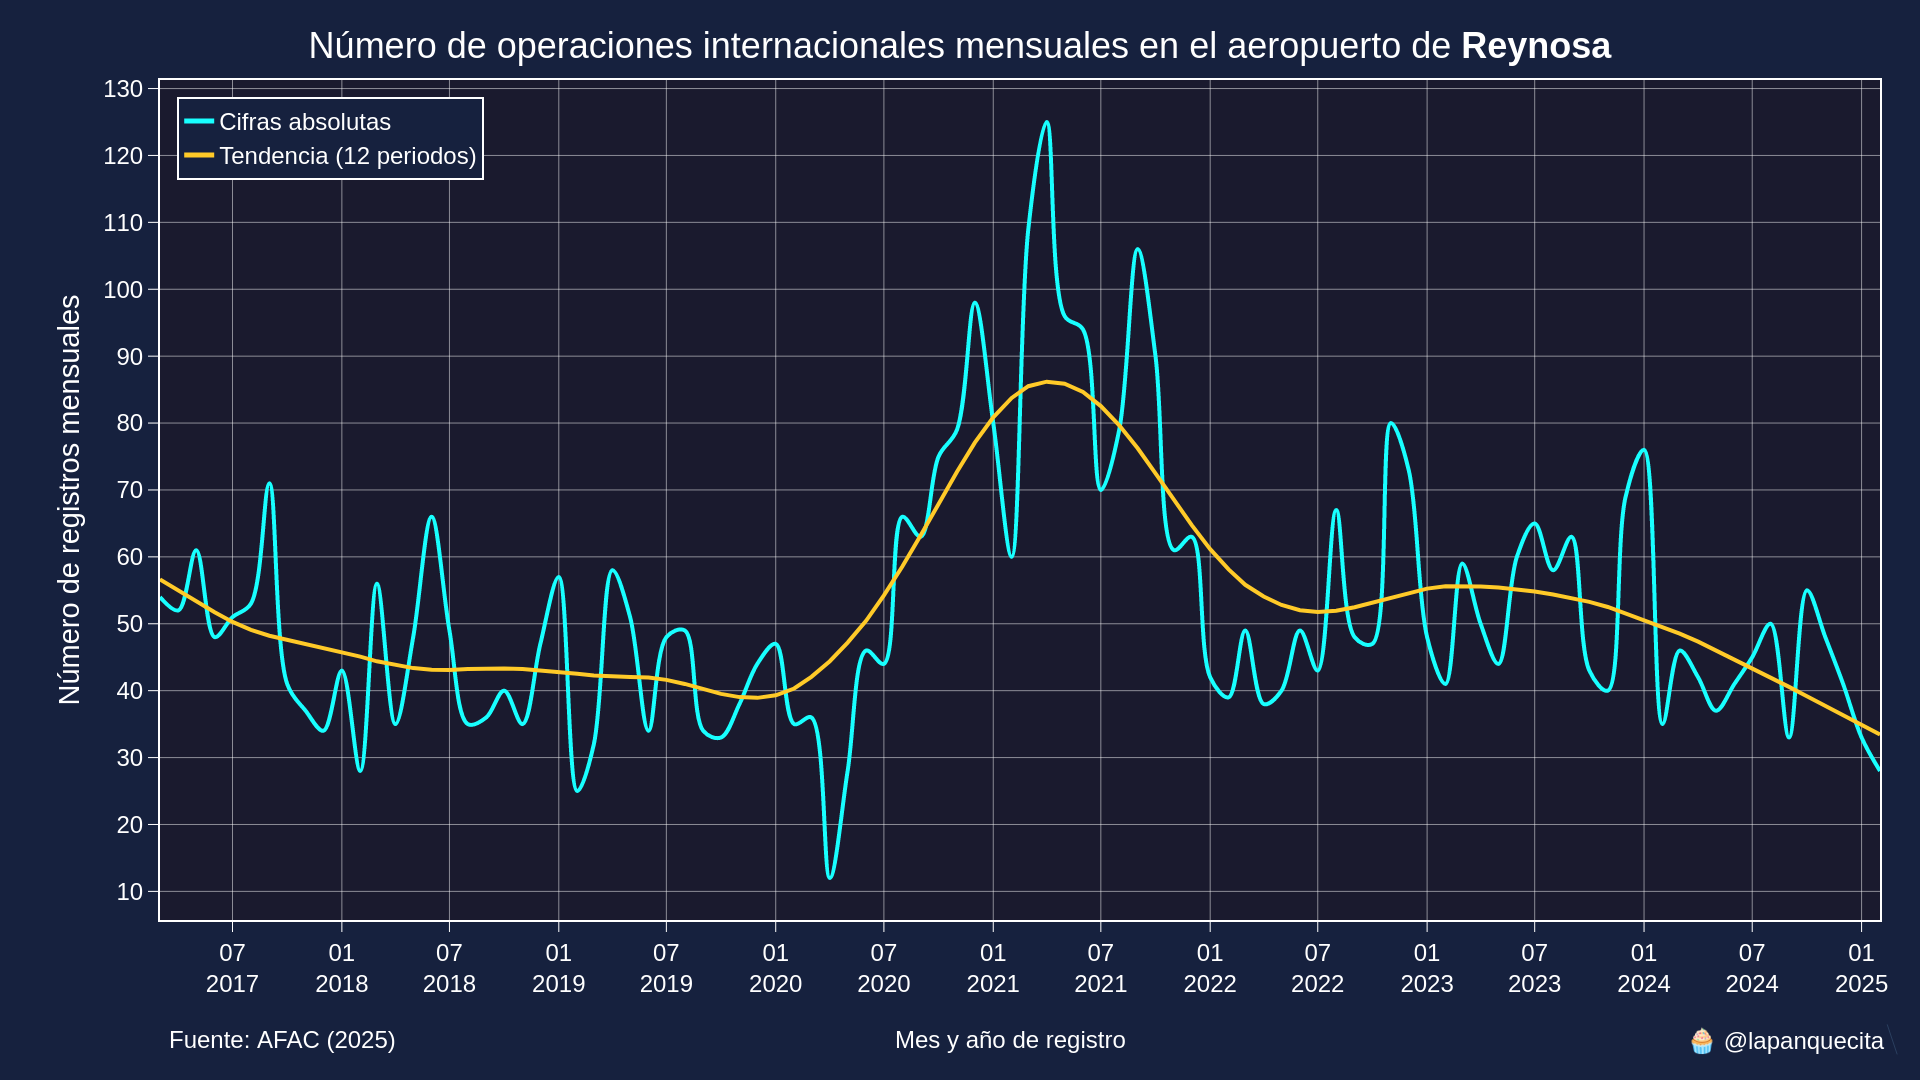 Número de operaciones internacionales mensuales en el aeropuerto de Reynosa
Cifras absolutas
Tendencia (12 periodos)
Número de registros mensuales
130
120
110
100
90
80
70
60
50
40
30
20
10
07 01 07 01 07 01 07 01 07 01 07 01 07 01 07 01
2017 2018 2018 2019 2019 2020 2020 2021 2021 2022 2022 2023 2023 2024 2024 2025
Fuente: AFAC (2025)
Mes y año de registro
🧁 @lapanquecita